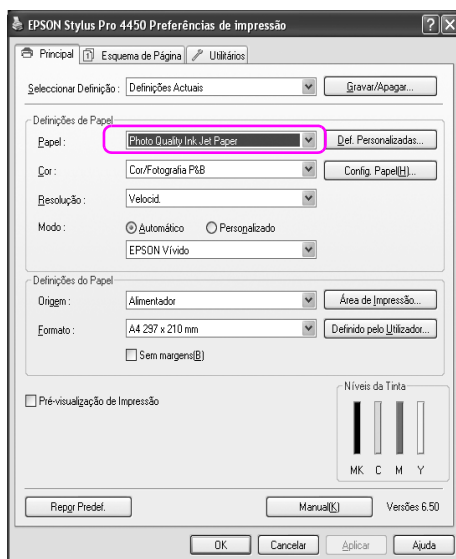 EPSON Stylus Pro 4450 Preferências de impressão
Principal Esquema de Página Utilitários
Seleccionar Definição : Definições Actuais Gravar/Apagar...
Definições de Papel
Papel : Photo Quality Ink Jet Paper Def. Personalizadas...
Cor : Cor/Fotografia P&B Config. Papel(H)...
Resolução : Velocid.
Modo : Automático Personalizado
EPSON Vívido
Definições do Papel
Origem : Alimentador Área de Impressão...
Formato : A4 297 x 210 mm Definido pelo Utilizador...
Sem margens(B)
Pré-visualização de Impressão
Níveis da Tinta
MK C M Y
Repor Predef. Manual(K) Versões 6.50
OK Cancelar Aplicar Ajuda